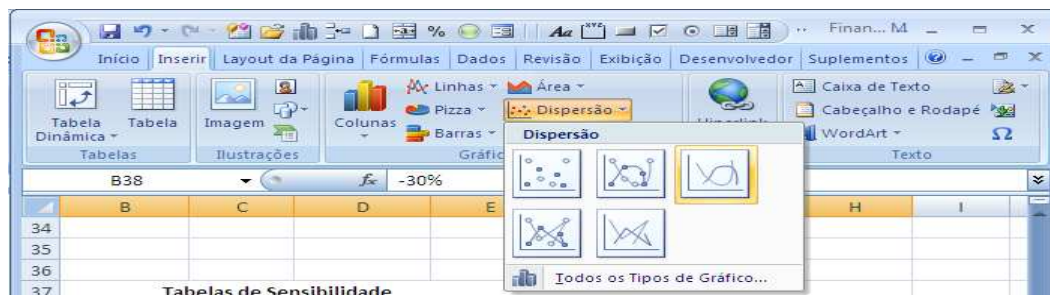 Finan... M
Início Inserir Layout da Página Fórmulas Dados Revisão Exibição Desenvolvedor Suplementos
Tabela Dinâmica
Tabela
Imagem
Colunas
Linhas
Pizza
Barras
Área
Dispersão
Caixa de Texto
Cabeçalho e Rodapé
WordArt
Tabelas
Ilustrações
Texto
Dispersão
Todos os Tipos de Gráfico...
B38 fx -30%
B C D E H I
34
35
36
37 Tabelas de Sensibilidade